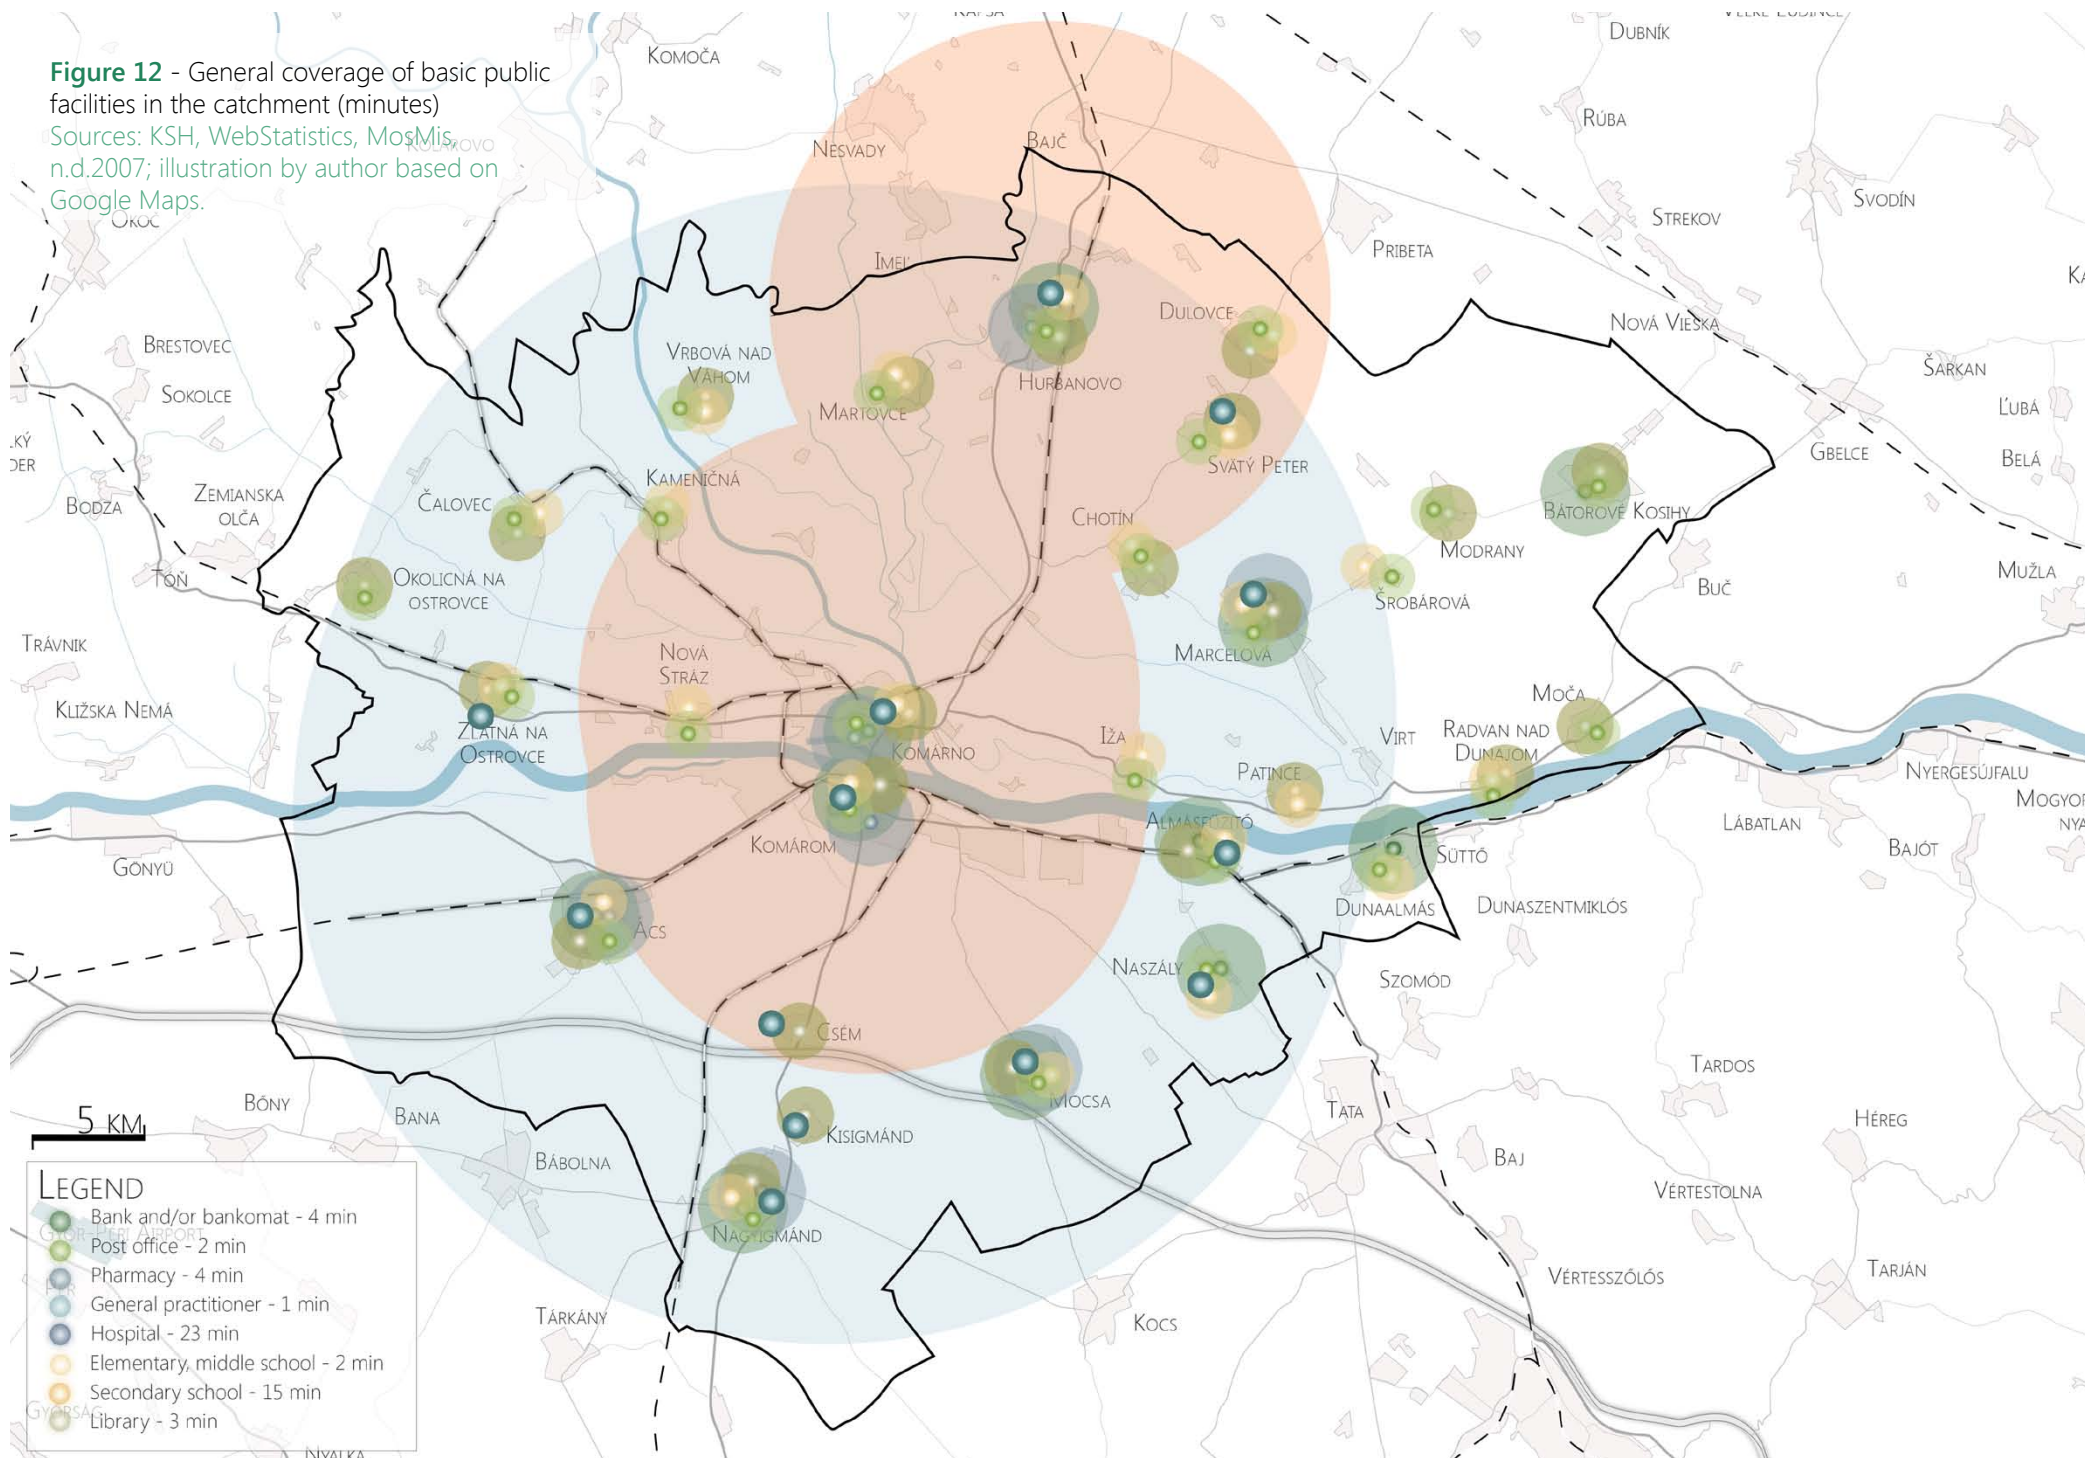 KOMOČA
DUBNÍK
Figure 12 - General coverage of basic public
facilities in the catchment (minutes)
Sources: KSH, WebStatistics, MosMis,
n.d.2007; illustration by author based on
Google Maps.
OKOČ
NESVADY
BAJČ
RÚBA
SVODÍN
STREKOV
PRIBETA
IMEĽ
DULOVCE
NOVÁ VIESKA
BRESTOVEC
SOKOLCE
VRBOVÁ NAD
VÁHOM
HURBANOVO
MARTOVCE
ŠARKAN
ĽUBÁ
GBELCE
BELÁ
SVÄTÝ PETER
KAMENIČNÁ
ČALOVEC
ZEMIANSKA
OLČA
BODZA
CHOTÍN
BÁTOROVÉ KOSIHY
MODRANY
TÔŇ
OKOLICNÁ NA
OSTROVCE
ŠROBÁROVÁ
BUČ
MUŽLA
TRÁVNIK
NOVÁ
STRÁZ
MARCELOVÁ
KLIŽSKA NEMÁ
ZLATNÁ NA
OSTROVCE
MOČA
RADVAN NAD
DUNAJOM
VIRT
IŽA
KOMÁRNO
PATINCE
NYERGESÚJFALU
LÁBATLAN
ALMÁSFÜZITŐ
KOMÁROM
SÜTTŐ
BAJÓT
GÖNYÜ
DUNAALMÁS
DUNASZENTMIKLÓS
ÁCS
NASZÁLY
SZOMÓD
CSÉM
TARDOS
MOCSA
TATA
BŐNY
BANA
KISIGMÁND
HÉREG
5 KM
BÁBOLNA
BAJ
VÉRTESTOLNA
NAGYIGMÁND
LEGEND
Bank and/or bankomat - 4 min
Post office - 2 min
Pharmacy - 4 min
General practitioner - 1 min
Hospital - 23 min
Elementary, middle school - 2 min
Secondary school - 15 min
Library - 3 min
VÉRTESSZŐLŐS
TARJÁN
TÁRKÁNY
KOCS